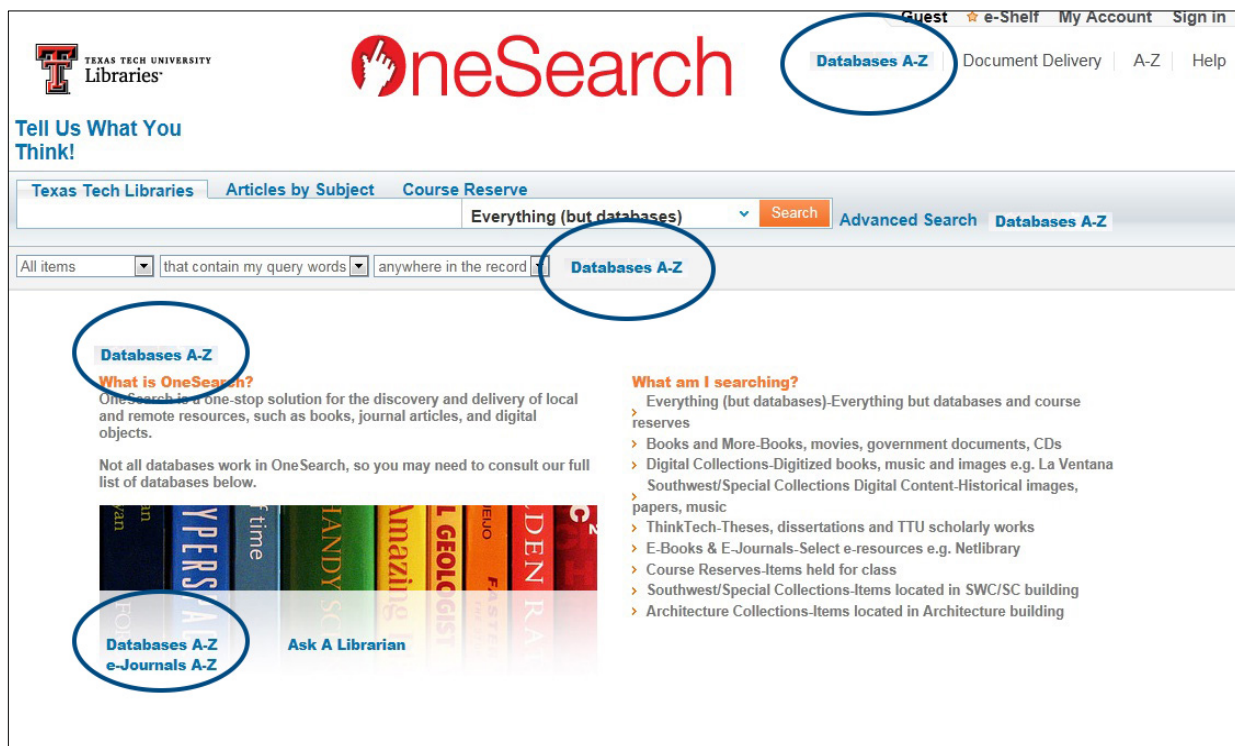 Guest e-Shelf My Account Sign in
TEXAS TECH UNIVERSITY
Libraries
OneSearch
Databases A-Z Document Delivery A-Z Help
Tell Us What You
Think!
Texas Tech Libraries Articles by Subject Course Reserve
Everything (but databases) Search Advanced Search Databases A-Z
All items that contain my query words anywhere in the record Databases A-Z
Databases A-Z
What is OneSearch?
OneSearch is a one-stop solution for the discovery and delivery of local
and remote resources, such as books, journal articles, and digital
objects.
Not all databases work in OneSearch, so you may need to consult our full
list of databases below.
What am I searching?
Everything (but databases)-Everything but databases and course
reserves
Books and More-Books, movies, government documents, CDs
Digital Collections-Digitized books, music and images e.g. La Ventana
Southwest/Special Collections Digital Content-Historical images,
papers, music
ThinkTech-Theses, dissertations and TTU scholarly works
E-Books & E-Journals-Select e-resources e.g. Netlibrary
Course Reserves-Items held for class
Southwest/Special Collections-Items located in SWC/SC building
Architecture Collections-Items located in Architecture building
of time
HANDY
Amazing
GEOLOGIST
Databases A-Z Ask A Librarian
e-Journals A-Z